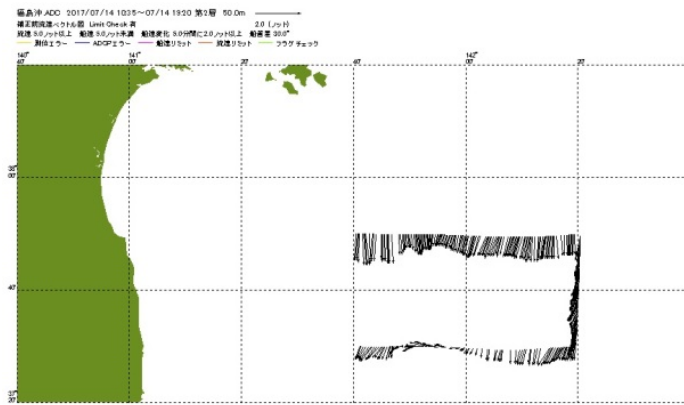 福島沖.ADO 2017/07/14 10:35～07/14 19:20 第2層 50.0m
補正前流速ベクトル図 Limit Check 有 2.0 (ノット)
流速 5.0ノット以上 船速 5.0ノット未満 船速変化 5.0分間に2.0ノット以上 船首差 30.0°
測位エラー ADCPエラー 船速リミット 流速リミット フラグチェック
140° 40' 141° 00' 20' 40' 142° 00' 20'
38° 00'
40'
37° 20'